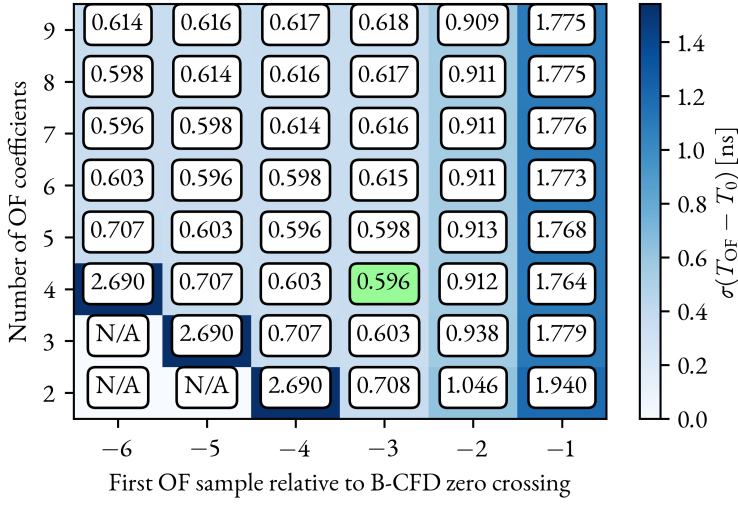 9 0.614 0.616 0.617 0.618 0.909 1.775
8 0.598 0.614 0.616 0.617 0.911 1.775
7 0.596 0.598 0.614 0.616 0.911 1.776
6 0.603 0.596 0.598 0.615 0.911 1.773
5 0.707 0.603 0.596 0.598 0.913 1.768
4 2.690 0.707 0.603 0.596 0.912 1.764
3 N/A 2.690 0.707 0.603 0.938 1.779
2 N/A N/A 2.690 0.708 1.046 1.940
−6 −5 −4 −3 −2 −1
First OF sample relative to B-CFD zero crossing
Number of OF coefficients
1.4
1.2
1.0
0.8
0.6
0.4
0.2
0.0
σ(T_OF − T_0) [ns]